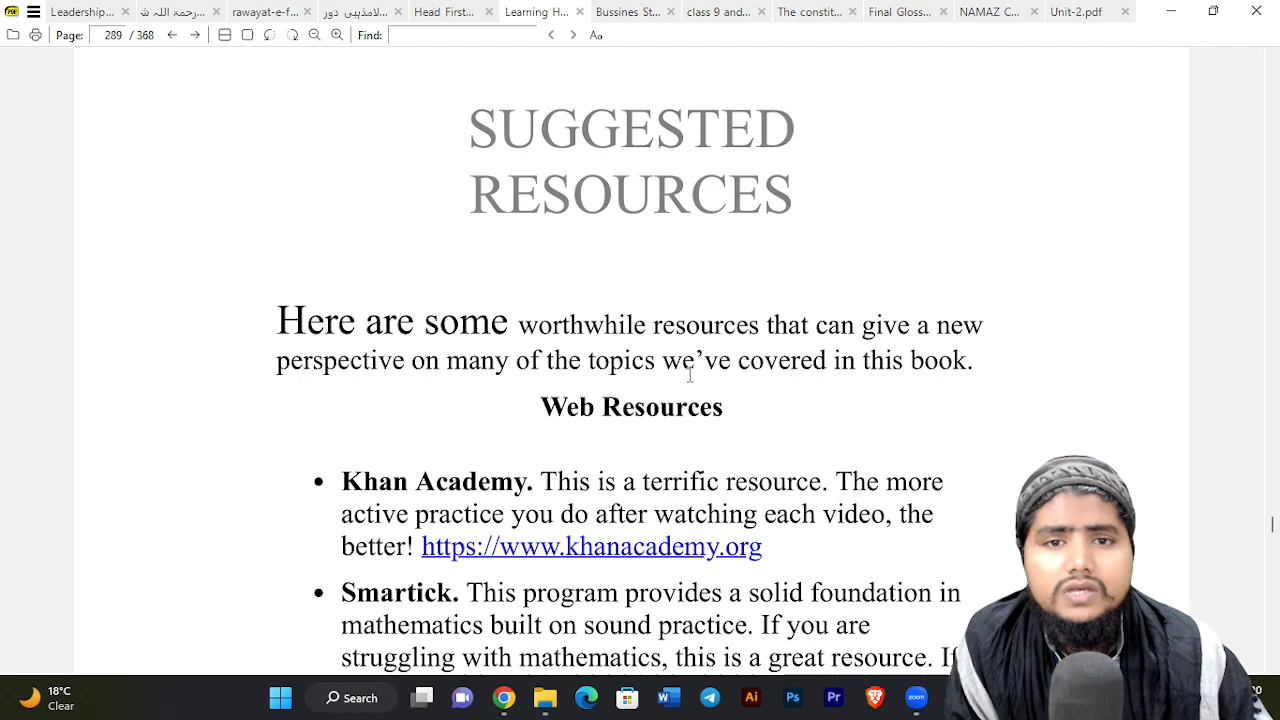 Leadership...
رحمة اللہ علا...
rawayat-e-f...
لامذہبی دور...
Head First...
Learning H...
Bussines St...
class 9 and...
The constit...
Final Gloss...
NAMAZ C...
Unit-2.pdf
Page: 289 / 368
Find:
Aa
SUGGESTED
RESOURCES
Here are some worthwhile resources that can give a new
perspective on many of the topics we’ve covered in this book.
Web Resources
• Khan Academy. This is a terrific resource. The more
active practice you do after watching each video, the
better! https://www.khanacademy.org
• Smartick. This program provides a solid foundation in
mathematics built on sound practice. If you are
struggling with mathematics, this is a great resource. If
18°C
Clear
Search
zoom